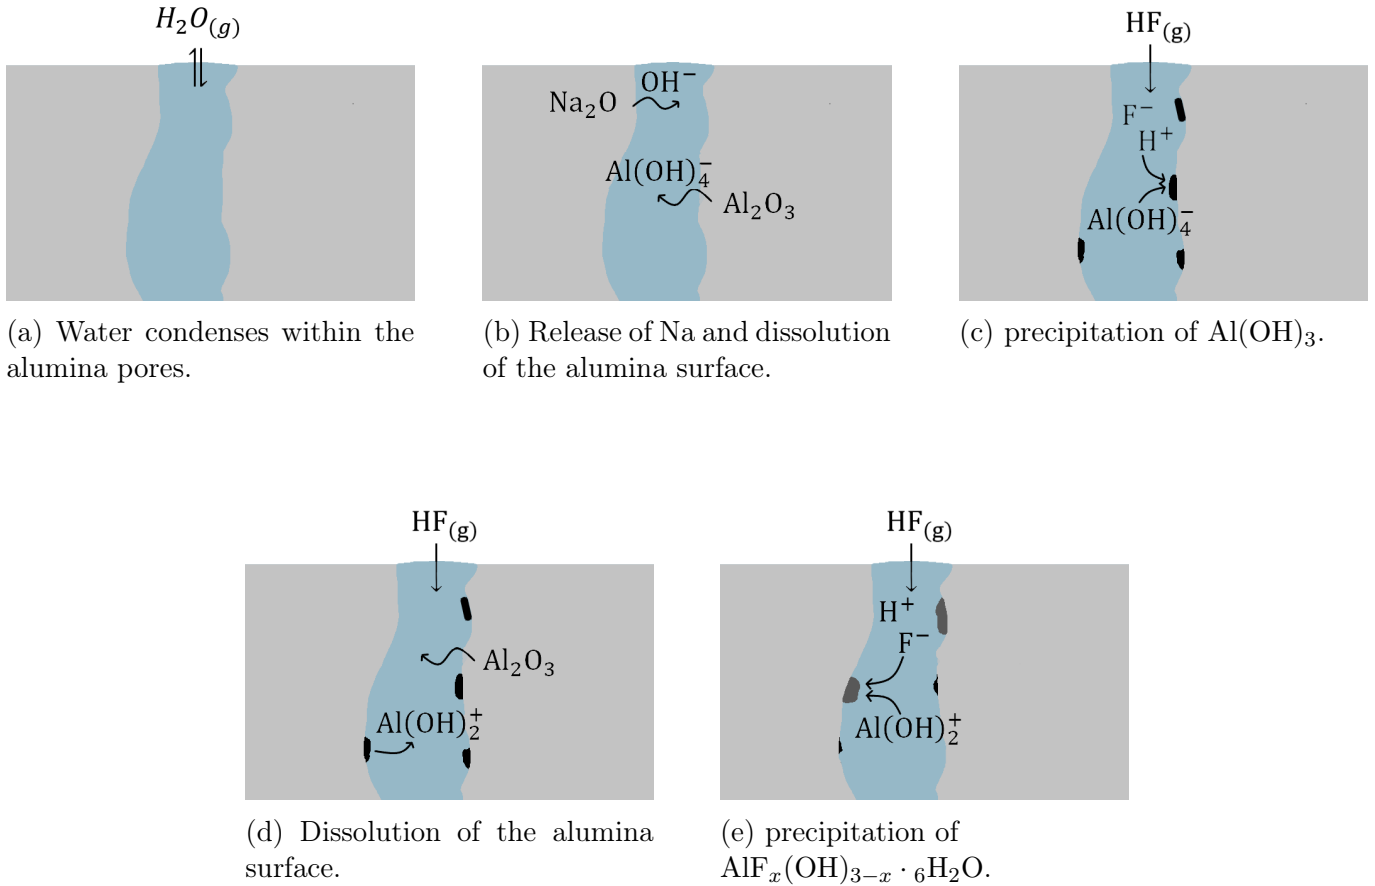 H₂O₍g₎
(a) Water condenses within the
alumina pores.
OH⁻
Na₂O
Al(OH)₄⁻
Al₂O₃
(b) Release of Na and dissolution
of the alumina surface.
HF₍g₎
F⁻
H⁺
Al(OH)₄⁻
(c) precipitation of Al(OH)₃.
HF₍g₎
Al₂O₃
Al(OH)₂⁺
(d) Dissolution of the alumina
surface.
HF₍g₎
H⁺
F⁻
Al(OH)₂⁺
(e) precipitation of
AlFₓ(OH)₃₋ₓ · ₆H₂O.